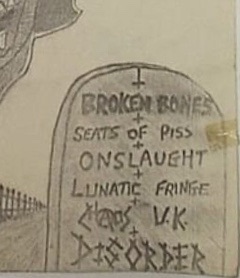 BROKEN BONES
SEATS OF PISS
ONSLAUGHT
LUNATIC FRINGE
CHAOS U.K.
DISORDER